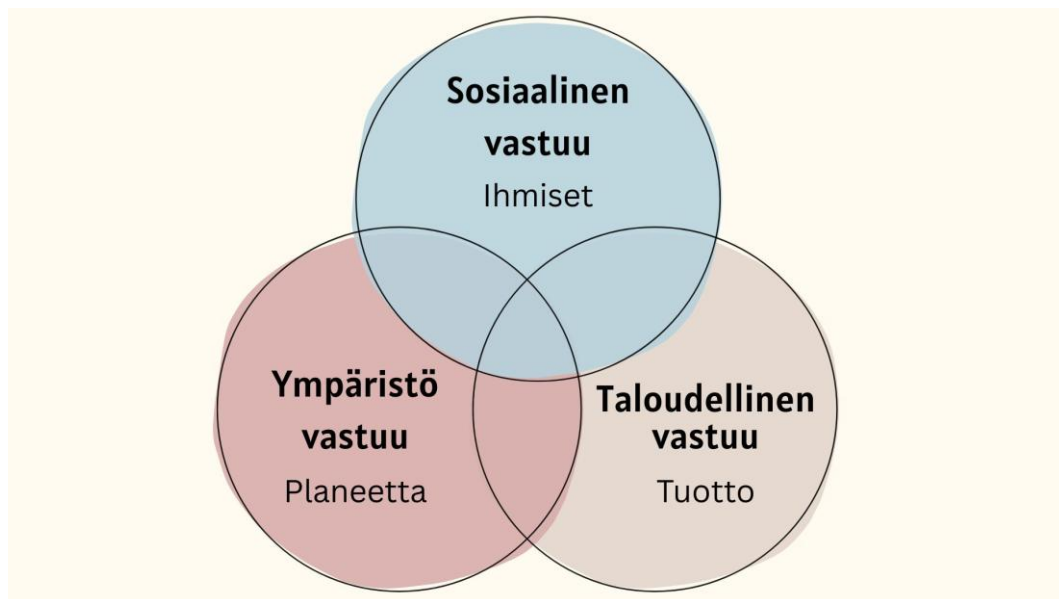 Sosiaalinen
vastuu
Ihmiset
Ympäristö
vastuu
Planeetta
Taloudellinen
vastuu
Tuotto